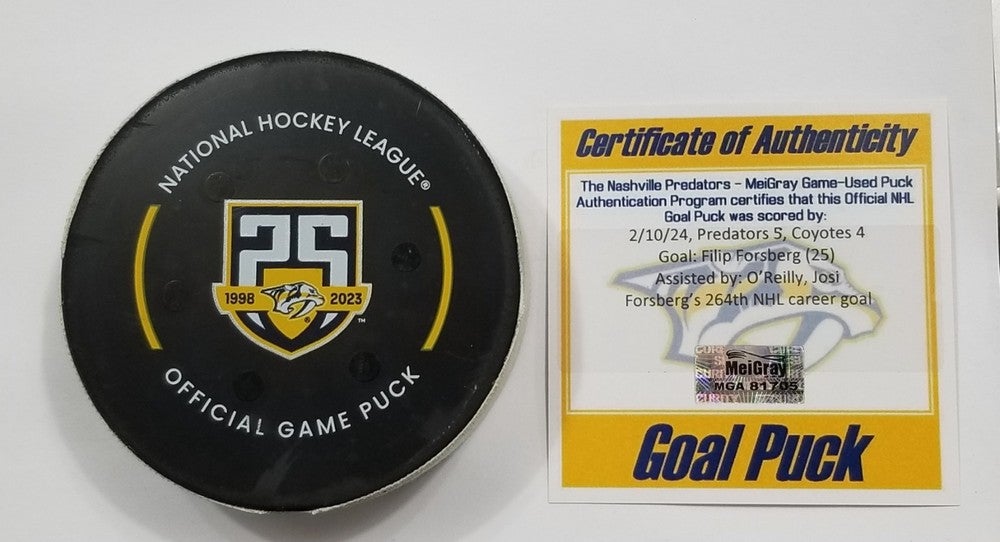 NATIONAL HOCKEY LEAGUE®
25
1998 2023
®
™
OFFICIAL GAME PUCK
Certificate of Authenticity
The Nashville Predators - MeiGray Game-Used Puck
Authentication Program certifies that this Official NHL
Goal Puck was scored by:
2/10/24, Predators 5, Coyotes 4
Goal: Filip Forsberg (25)
Assisted by: O'Reilly, Josi
Forsberg's 264th NHL career goal
MeiGray
MGA 81705
Goal Puck